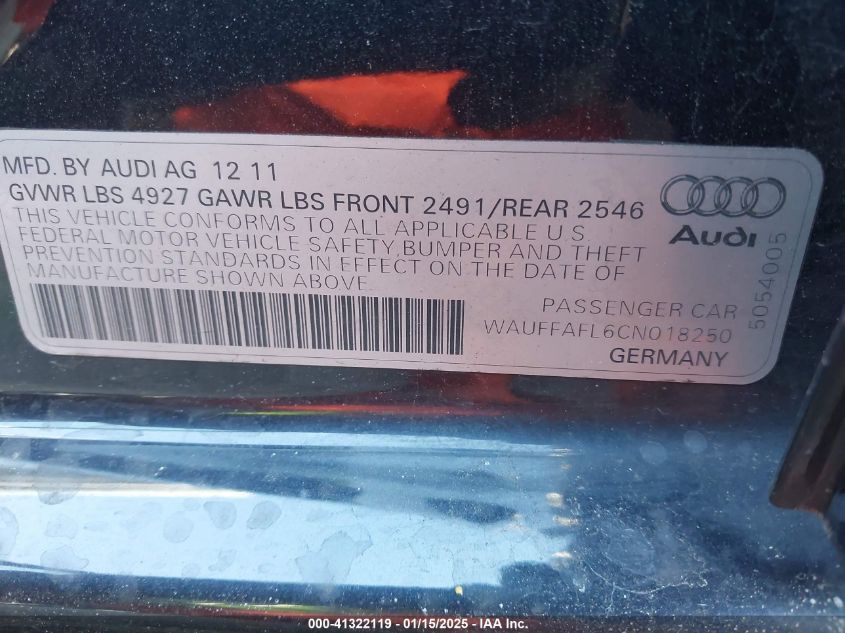 MFD. BY AUDI AG 12 11
GVWR LBS 4927 GAWR LBS FRONT 2491/REAR 2546
THIS VEHICLE CONFORMS TO ALL APPLICABLE U.S.
FEDERAL MOTOR VEHICLE SAFETY, BUMPER AND THEFT
PREVENTION STANDARDS IN EFFECT ON THE DATE OF
MANUFACTURE SHOWN ABOVE.
PASSENGER CAR
WAUFFAFL6CN018250
GERMANY
Audi
5054005
000-41322119 - 01/15/2025 - IAA Inc.